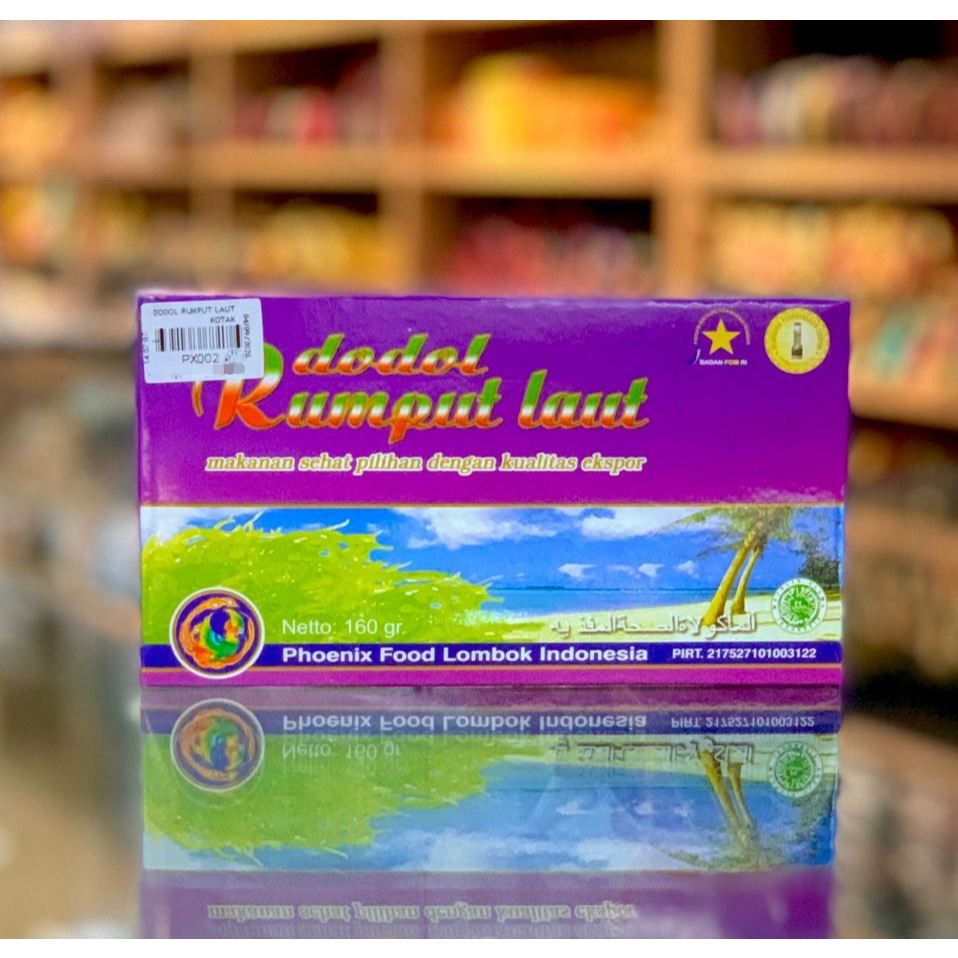 DODOL RUMPUT LAUT
KOTAK
PX002
dodol
Rumput laut
makanan sehat pilihan dengan kualitas ekspor
BADAN POM RI
Netto: 160 gr.
Phoenix Food Lombok Indonesia
PIRT. 217527101003122